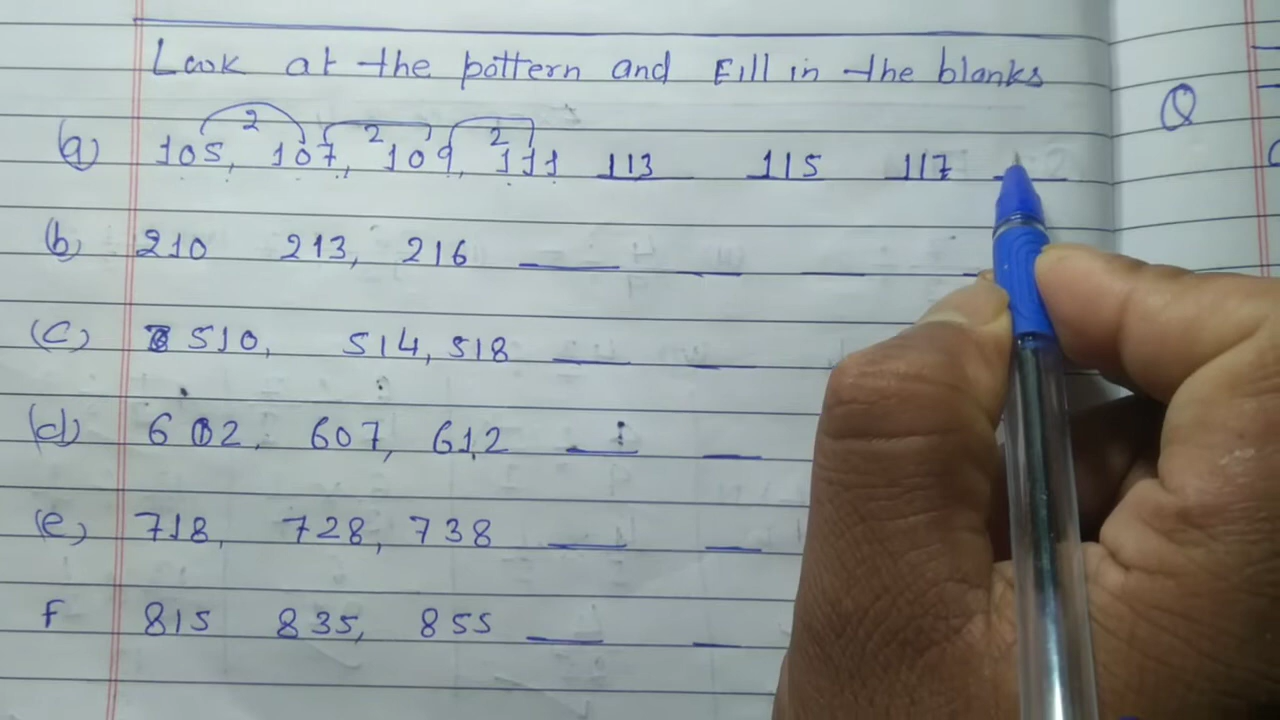 Look at the pattern and Fill in the blanks
2 2 2
(a) 105, 107, 109, 111 113 115 117
(b) 210 213, 216
(c) 510, 514, 518
(d) 602, 607, 612
(e) 718, 728, 738
f 815 835, 855
Q